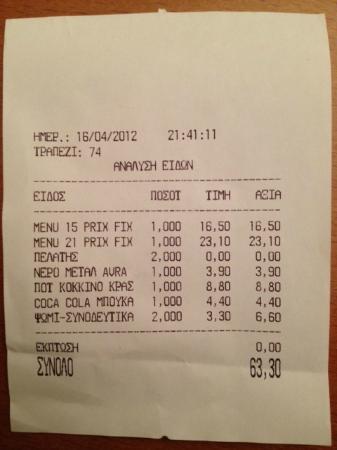 ΗΜΕΡ.: 16/04/2012 21:41:11
ΤΡΑΠΕΖΙ: 74
ΑΝΑΛΥΣΗ ΕΙΔΩΝ
ΕΙΔΟΣ ΠΟΣΟΤ ΤΙΜΗ ΑΞΙΑ
MENU 15 PRIX FIX 1,000 16,50 16,50
MENU 21 PRIX FIX 1,000 23,10 23,10
ΠΕΛΑΤΗΣ 2,000 0,00 0,00
ΝΕΡΟ ΜΕΤΑΛ AVRA 1,000 3,90 3,90
ΠΟΤ ΚΟΚΚΙΝΟ ΚΡΑΣ 1,000 8,80 8,80
COCA COLA ΜΠΟΥΚΑ 1,000 4,40 4,40
ΨΩΜΙ-ΣΥΝΟΔΕΥΤΙΚΑ 2,000 3,30 6,60
ΕΚΠΤΩΣΗ 0,00
ΣΥΝΟΛΟ 63,30